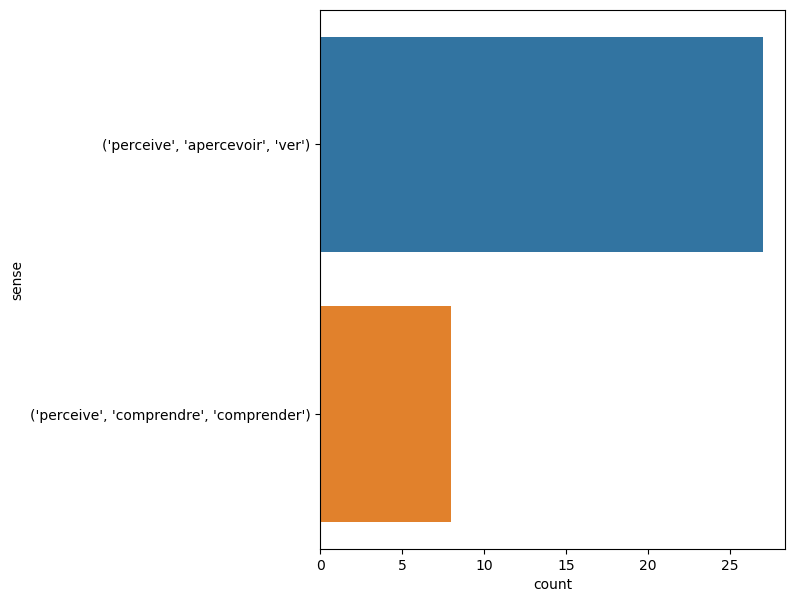 ('perceive', 'apercevoir', 'ver')
('perceive', 'comprendre', 'comprender')
sense
0 5 10 15 20 25
count